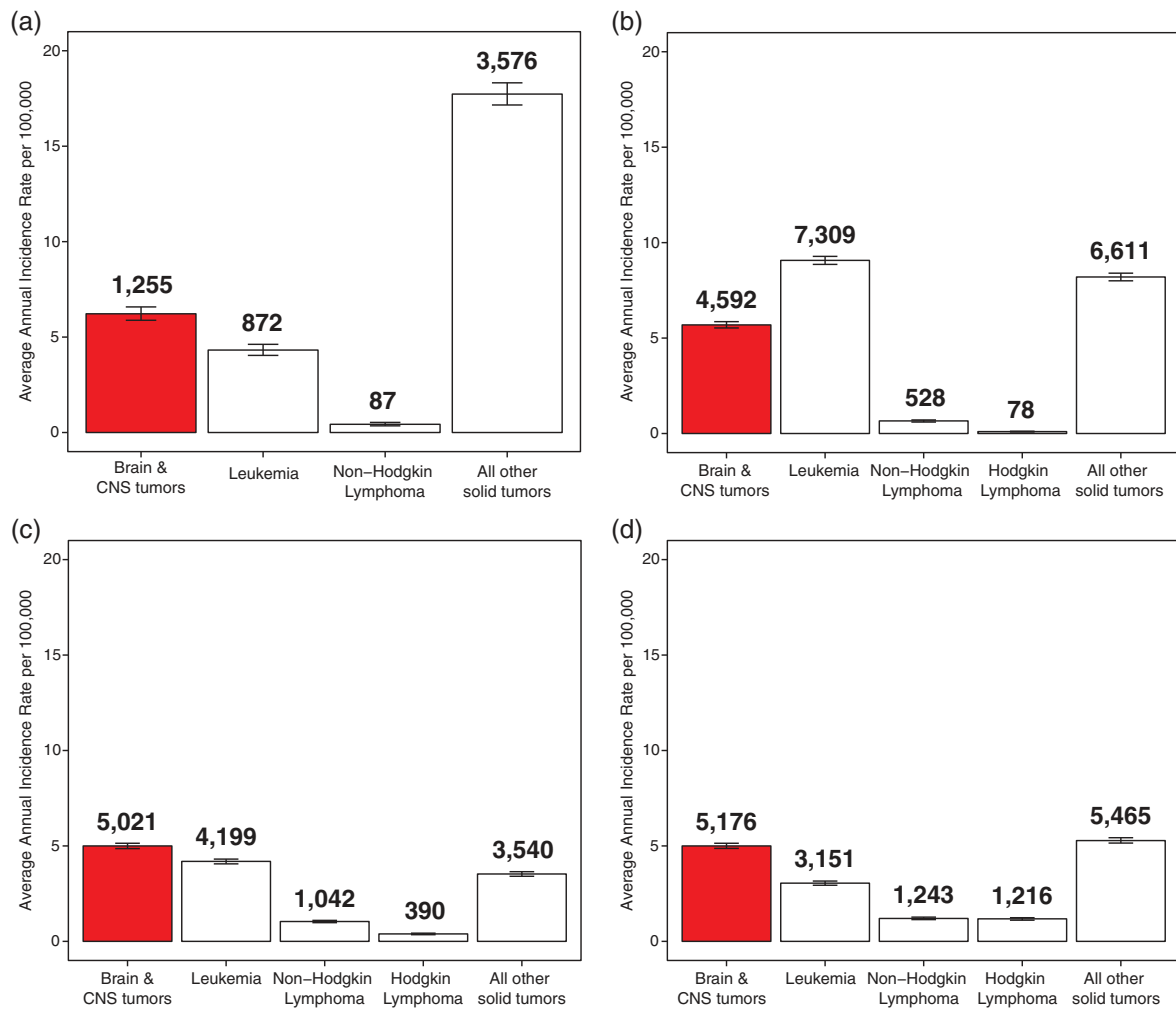 (a)
Average Annual Incidence Rate per 100,000
20
15
10
5
0
1,255
872
87
3,576
Brain &
CNS tumors
Leukemia
Non−Hodgkin
Lymphoma
All other
solid tumors
(b)
Average Annual Incidence Rate per 100,000
20
15
10
5
0
4,592
7,309
528
78
6,611
Brain &
CNS tumors
Leukemia
Non−Hodgkin
Lymphoma
Hodgkin
Lymphoma
All other
solid tumors
(c)
Average Annual Incidence Rate per 100,000
20
15
10
5
0
5,021
4,199
1,042
390
3,540
Brain &
CNS tumors
Leukemia
Non−Hodgkin
Lymphoma
Hodgkin
Lymphoma
All other
solid tumors
(d)
Average Annual Incidence Rate per 100,000
20
15
10
5
0
5,176
3,151
1,243
1,216
5,465
Brain &
CNS tumors
Leukemia
Non−Hodgkin
Lymphoma
Hodgkin
Lymphoma
All other
solid tumors